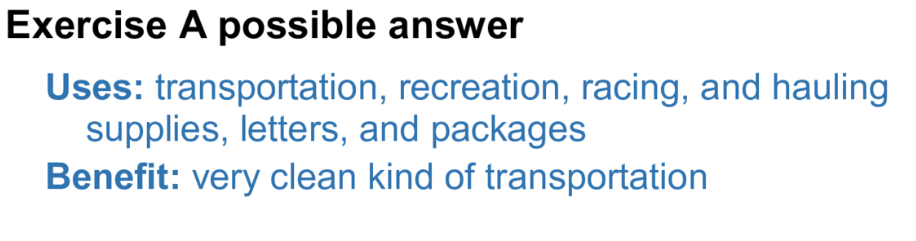 Exercise A possible answer
Uses: transportation, recreation, racing, and hauling
supplies, letters, and packages
Benefit: very clean kind of transportation